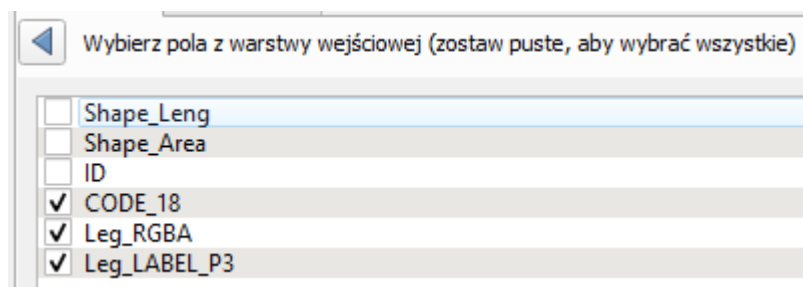 Wybierz pola z warstwy wejściowej (zostaw puste, aby wybrać wszystkie)
Shape_Leng
Shape_Area
ID
CODE_18
Leg_RGBA
Leg_LABEL_P3